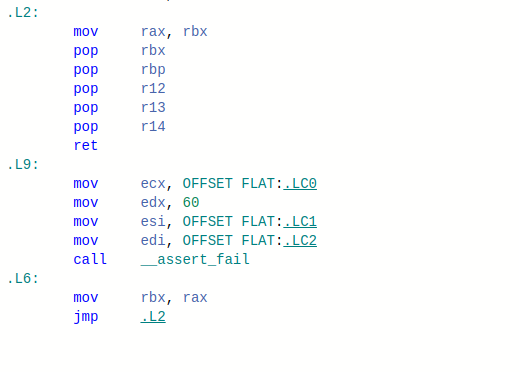 .L2:
mov rax, rbx
pop rbx
pop rbp
pop r12
pop r13
pop r14
ret
.L9:
mov ecx, OFFSET FLAT:.LC0
mov edx, 60
mov esi, OFFSET FLAT:.LC1
mov edi, OFFSET FLAT:.LC2
call __assert_fail
.L6:
mov rbx, rax
jmp .L2